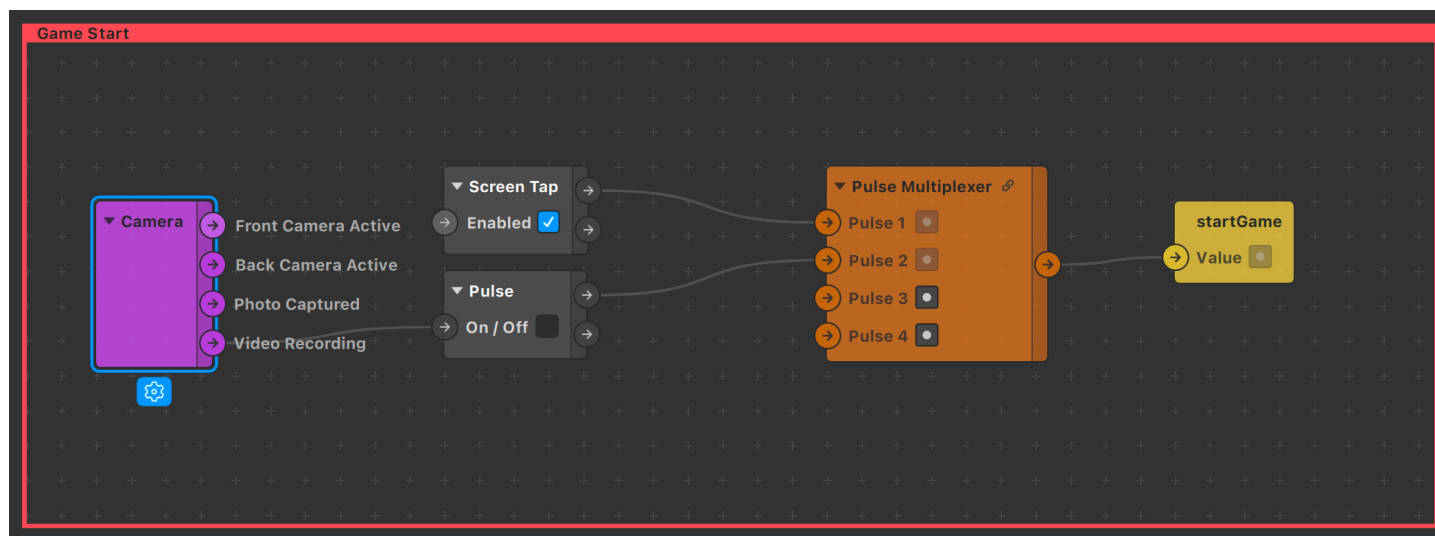 Game Start
Camera
Front Camera Active
Back Camera Active
Photo Captured
Video Recording
Screen Tap
Enabled
Pulse
On / Off
Pulse Multiplexer
Pulse 1
Pulse 2
Pulse 3
Pulse 4
startGame
Value